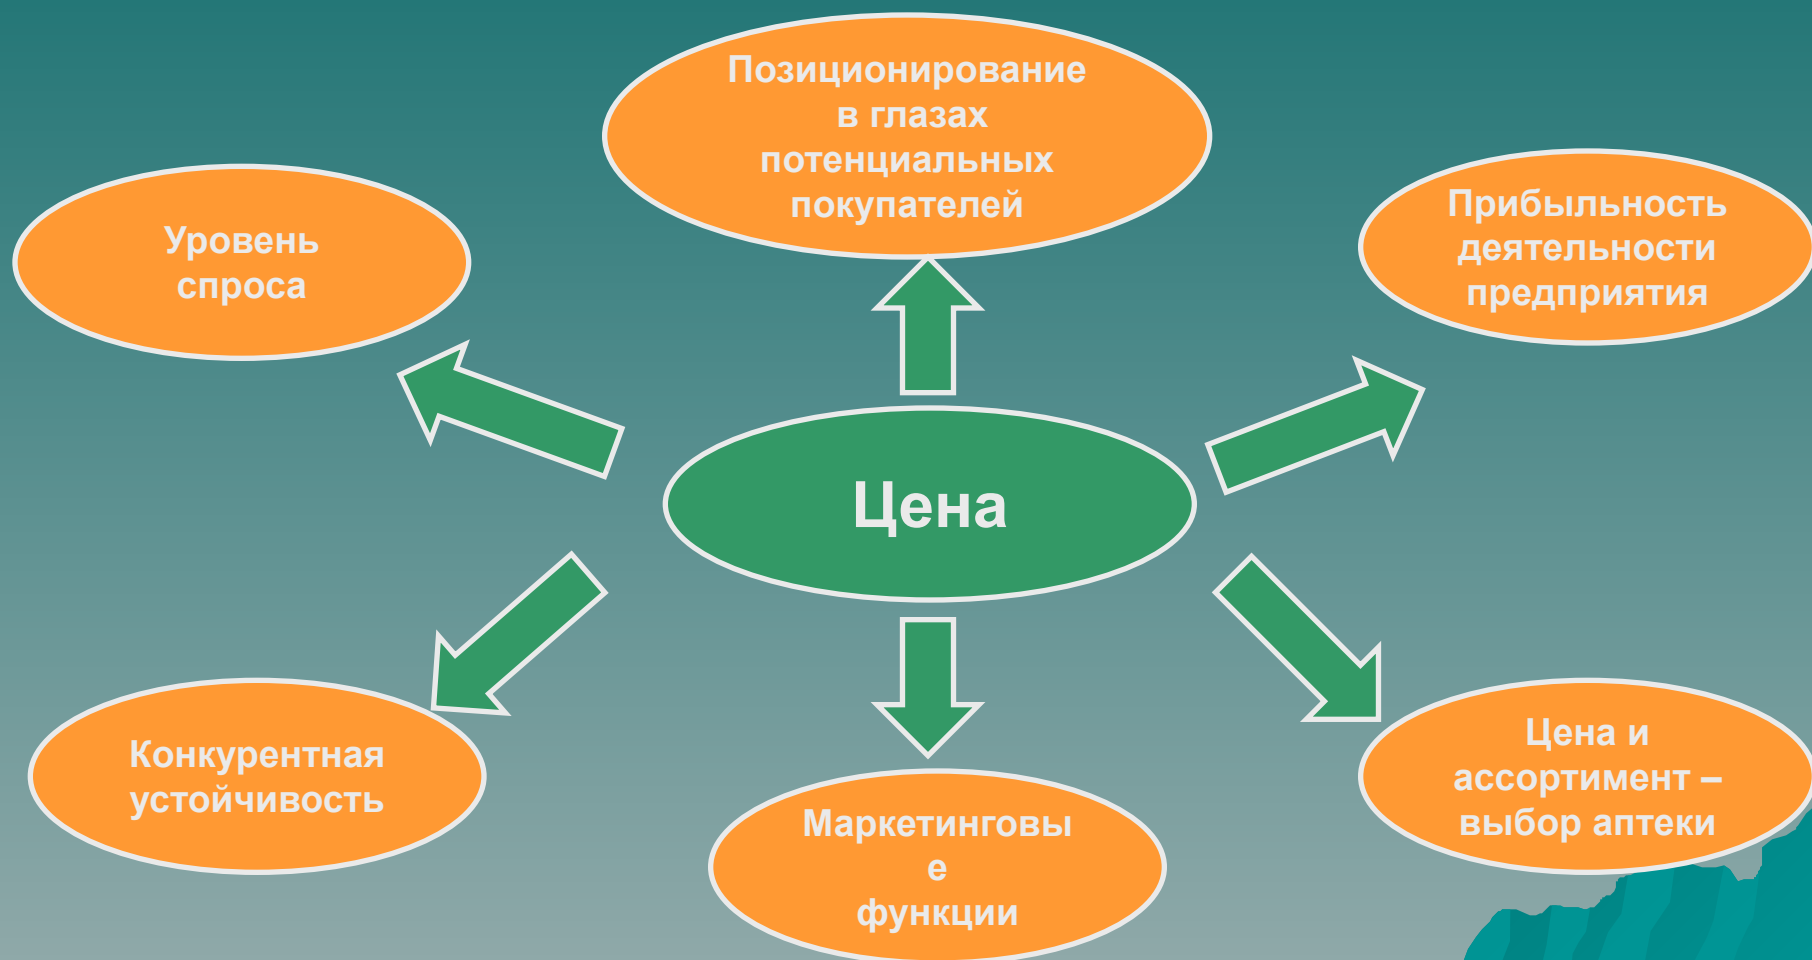 Позиционирование
в глазах
потенциальных
покупателей
Уровень
спроса
Прибыльность
деятельности
предприятия
Цена
Конкурентная
устойчивость
Маркетинговы
е
функции
Цена и
ассортимент –
выбор аптеки